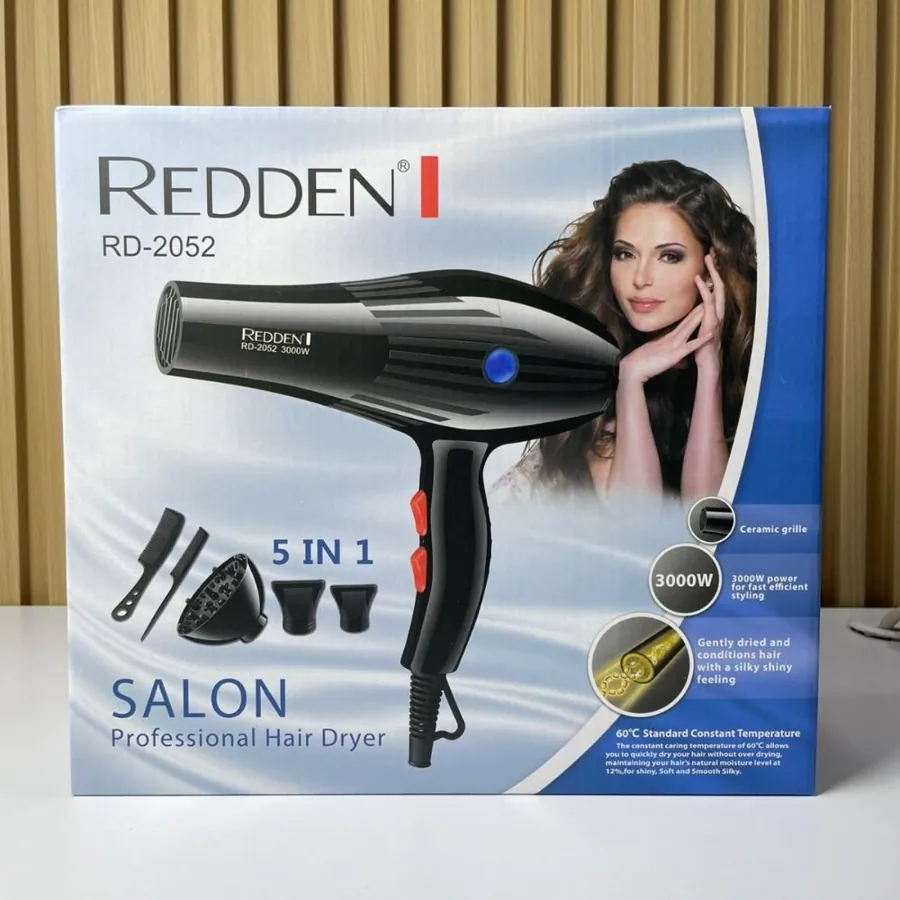 REDDEN®
RD-2052
REDDEN
RD-2052 3000W
5 IN 1
SALON
Professional Hair Dryer
Ceramic grille
3000W
3000W power
for fast efficient
styling
Gently dried and
conditions hair
with a silky shiny
feeling
60℃ Standard Constant Temperature
The constant caring temperature of 60℃ allows
you to quickly dry your hair without over drying,
maintaining your hair's natural moisture level at
12%,for shiny, Soft and Smooth Silky.